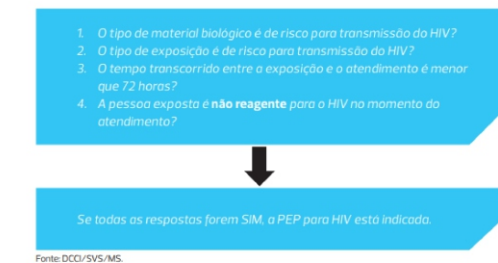 1. O tipo de material biológico é de risco para transmissão do HIV?
2. O tipo de exposição é de risco para transmissão do HIV?
3. O tempo transcorrido entre a exposição e o atendimento é menor
que 72 horas?
4. A pessoa exposta é não reagente para o HIV no momento do
atendimento?
Se todas as respostas forem SIM, a PEP para HIV está indicada.
Fonte: DCCI/SVS/MS.